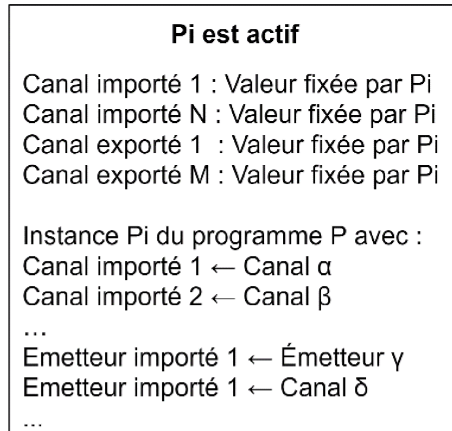 Pi est actif
Canal importé 1 : Valeur fixée par Pi
Canal importé N : Valeur fixée par Pi
Canal exporté 1 : Valeur fixée par Pi
Canal exporté M : Valeur fixée par Pi
Instance Pi du programme P avec :
Canal importé 1 ← Canal α
Canal importé 2 ← Canal β
…
Emetteur importé 1 ← Émetteur γ
Emetteur importé 1 ← Canal δ
...